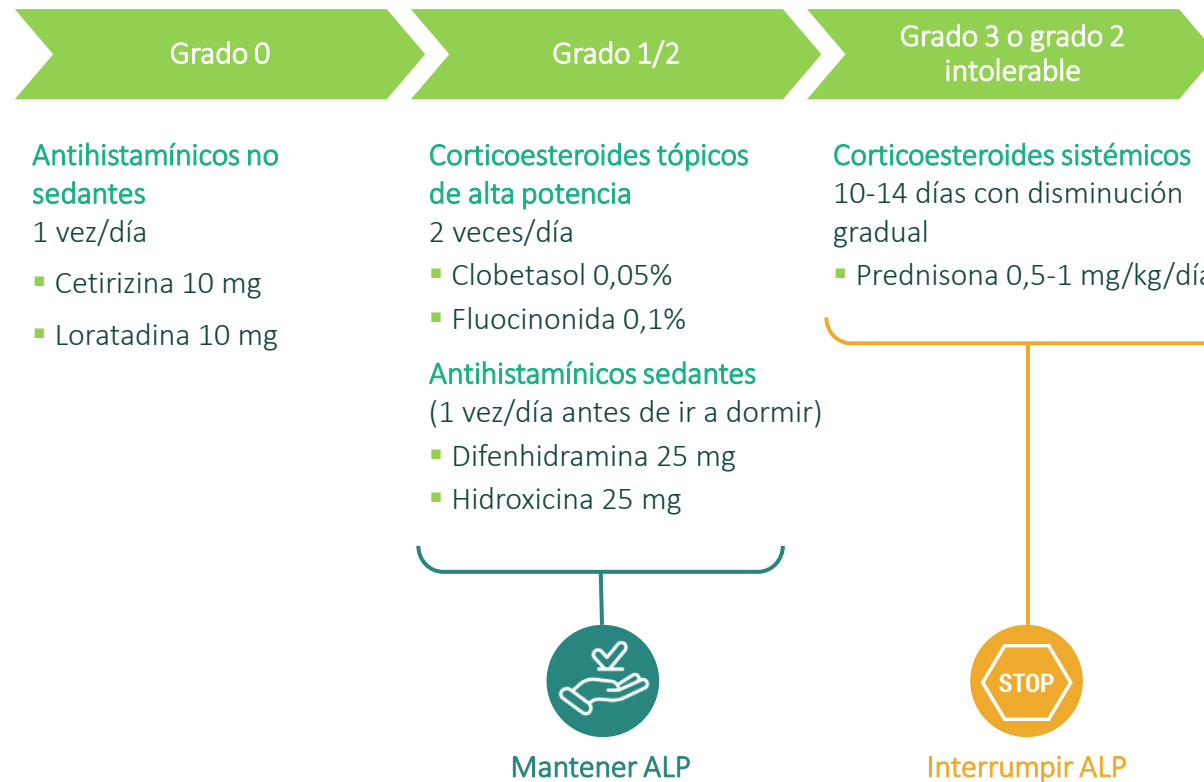 Grado 0
Grado 1/2
Grado 3 o grado 2
intolerable
Antihistamínicos no
sedantes
1 vez/día
Cetirizina 10 mg
Loratadina 10 mg
Corticoesteroides tópicos
de alta potencia
2 veces/día
Clobetasol 0,05%
Fluocinonida 0,1%
Antihistamínicos sedantes
(1 vez/día antes de ir a dormir)
Difenhidramina 25 mg
Hidroxicina 25 mg
Mantener ALP
Corticoesteroides sistémicos
10-14 días con disminución
gradual
Prednisona 0,5-1 mg/kg/día
STOP
Interrumpir ALP